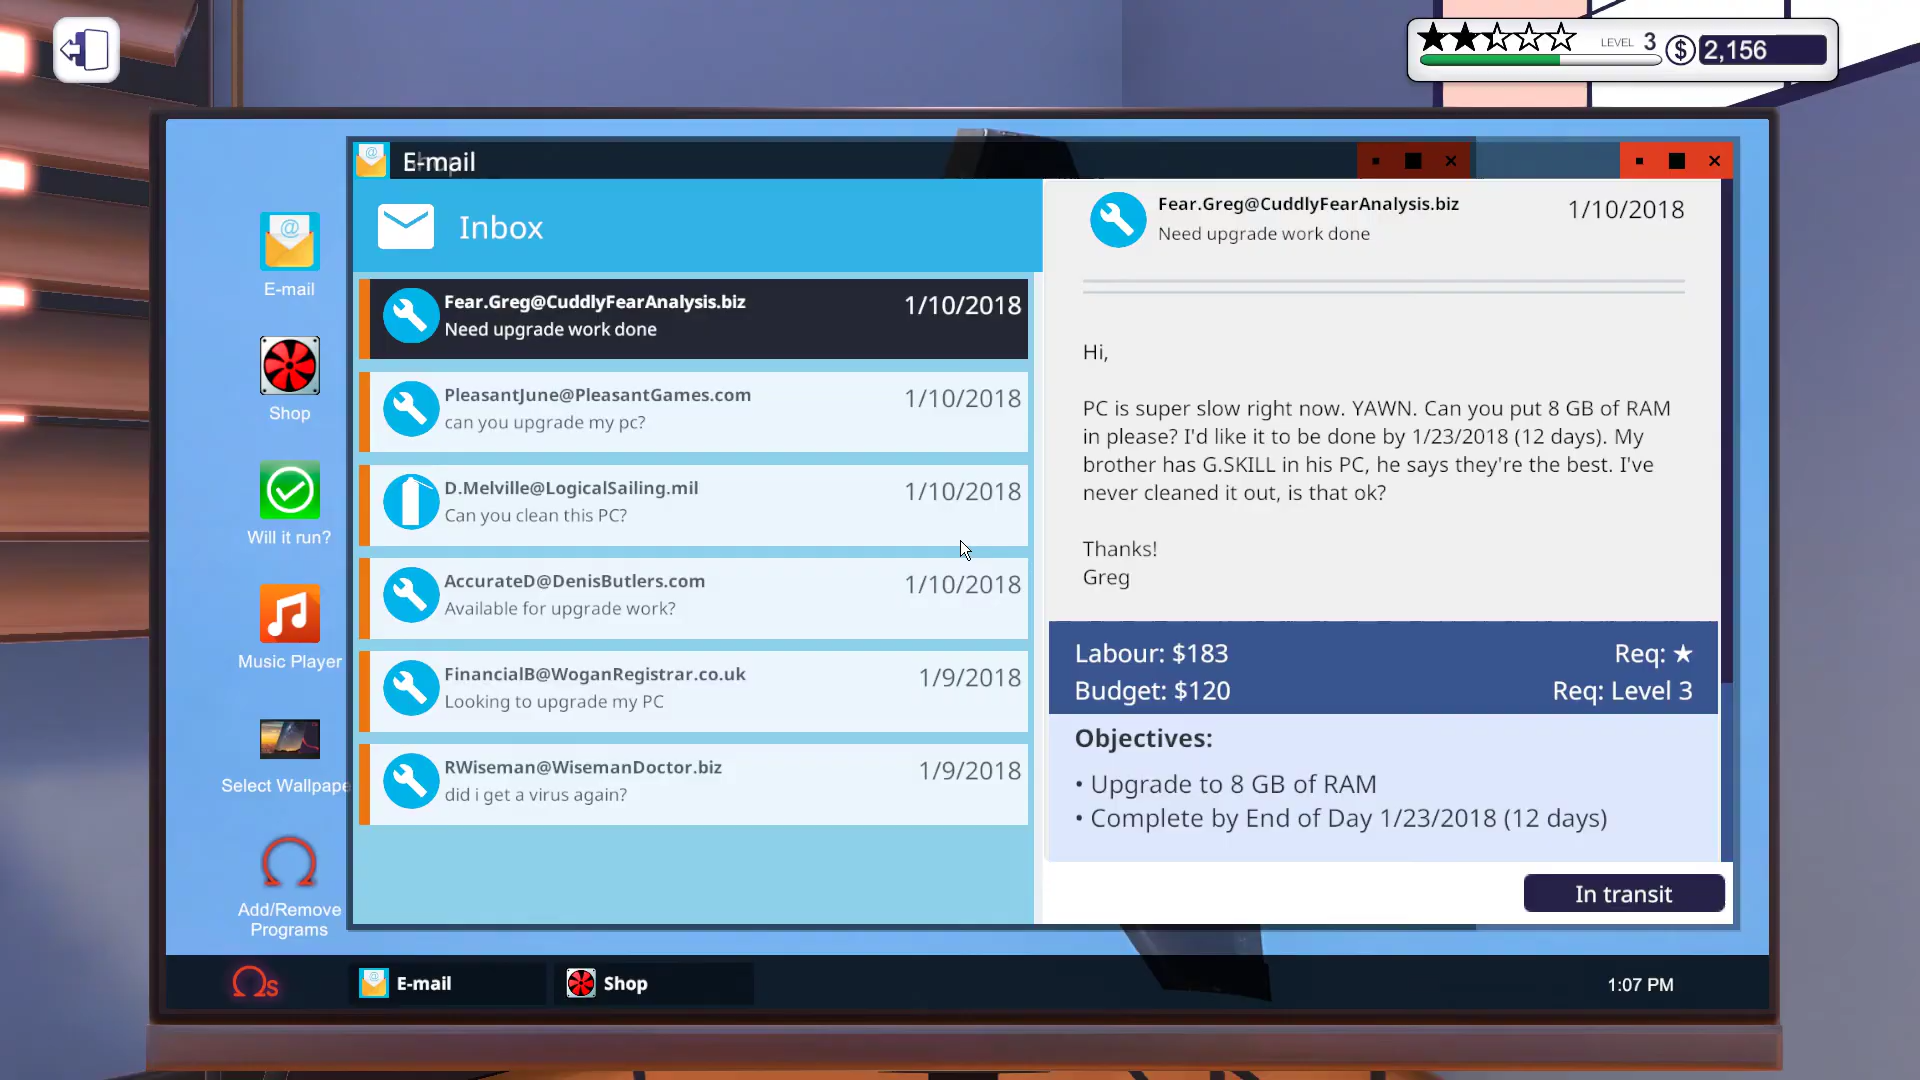 LEVEL 3
$ 2,156
E-mail
Inbox
Fear.Greg@CuddlyFearAnalysis.biz
1/10/2018
Need upgrade work done
PleasantJune@PleasantGames.com
1/10/2018
can you upgrade my pc?
D.Melville@LogicalSailing.mil
1/10/2018
Can you clean this PC?
AccurateD@DenisButlers.com
1/10/2018
Available for upgrade work?
FinancialB@WoganRegistrar.co.uk
1/9/2018
Looking to upgrade my PC
RWiseman@WisemanDoctor.biz
1/9/2018
did i get a virus again?
Fear.Greg@CuddlyFearAnalysis.biz
1/10/2018
Need upgrade work done
Hi,
PC is super slow right now. YAWN. Can you put 8 GB of RAM
in please? I'd like it to be done by 1/23/2018 (12 days). My
brother has G.SKILL in his PC, he says they're the best. I've
never cleaned it out, is that ok?
Thanks!
Greg
Labour: $183
Req: ★
Budget: $120
Req: Level 3
Objectives:
• Upgrade to 8 GB of RAM
• Complete by End of Day 1/23/2018 (12 days)
In transit
E-mail
Shop
Will it run?
Music Player
Select Wallpape
Add/Remove
Programs
Ωs
E-mail
Shop
1:07 PM